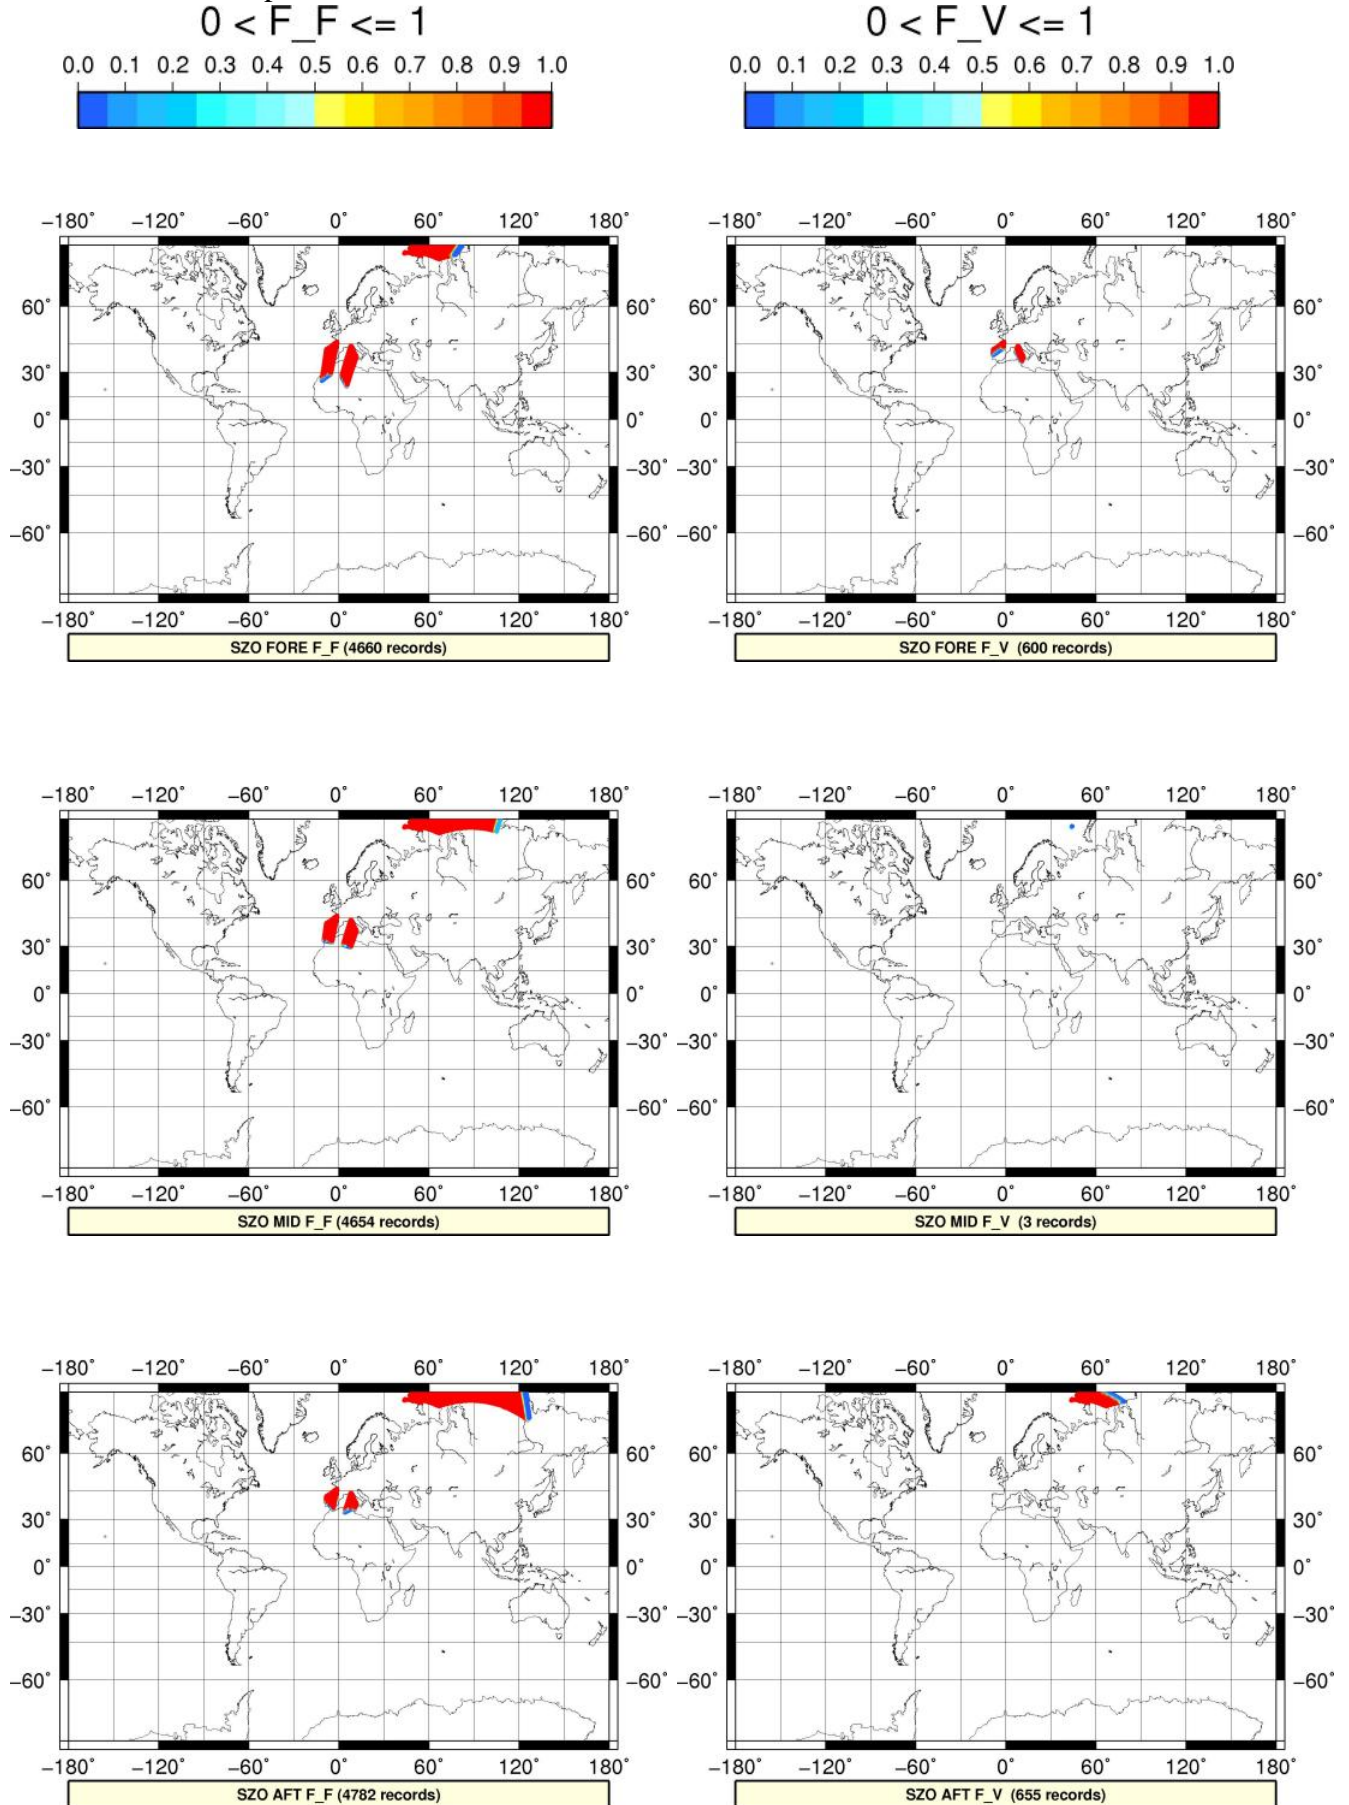 0 < F_F <= 1
0 < F_V <= 1
0.0 0.1 0.2 0.3 0.4 0.5 0.6 0.7 0.8 0.9 1.0
0.0 0.1 0.2 0.3 0.4 0.5 0.6 0.7 0.8 0.9 1.0
−180° −120° −60° 0° 60° 120° 180°
−180° −120° −60° 0° 60° 120° 180°
60° 60° 60°
30° 30° 30°
0° 0° 0°
−30° −30° −30° −30°
−60° −60° −60° −60°
−180° −120° −60° 0° 60° 120° 180°
−180° −120° −60° 0° 60° 120° 180°
SZO FORE F_F (4660 records)
SZO FORE F_V (600 records)
−180° −120° −60° 0° 60° 120° 180°
−180° −120° −60° 0° 60° 120° 180°
60° 60° 60°
30° 30° 30°
0° 0° 0°
−30° −30° −30° −30°
−60° −60° −60° −60°
−180° −120° −60° 0° 60° 120° 180°
−180° −120° −60° 0° 60° 120° 180°
SZO MID F_F (4654 records)
SZO MID F_V (3 records)
−180° −120° −60° 0° 60° 120° 180°
−180° −120° −60° 0° 60° 120° 180°
60° 60° 60°
30° 30° 30°
0° 0° 0°
−30° −30° −30° −30°
−60° −60° −60° −60°
−180° −120° −60° 0° 60° 120° 180°
−180° −120° −60° 0° 60° 120° 180°
SZO AFT F_F (4782 records)
SZO AFT F_V (655 records)